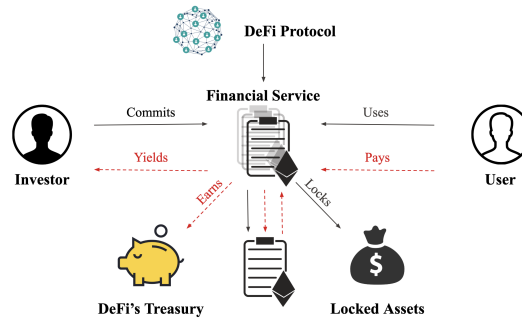 DeFi Protocol
Financial Service
Commits
Uses
Yields
Pays
Investor
User
Earns
Locks
$
DeFi's Treasury
Locked Assets